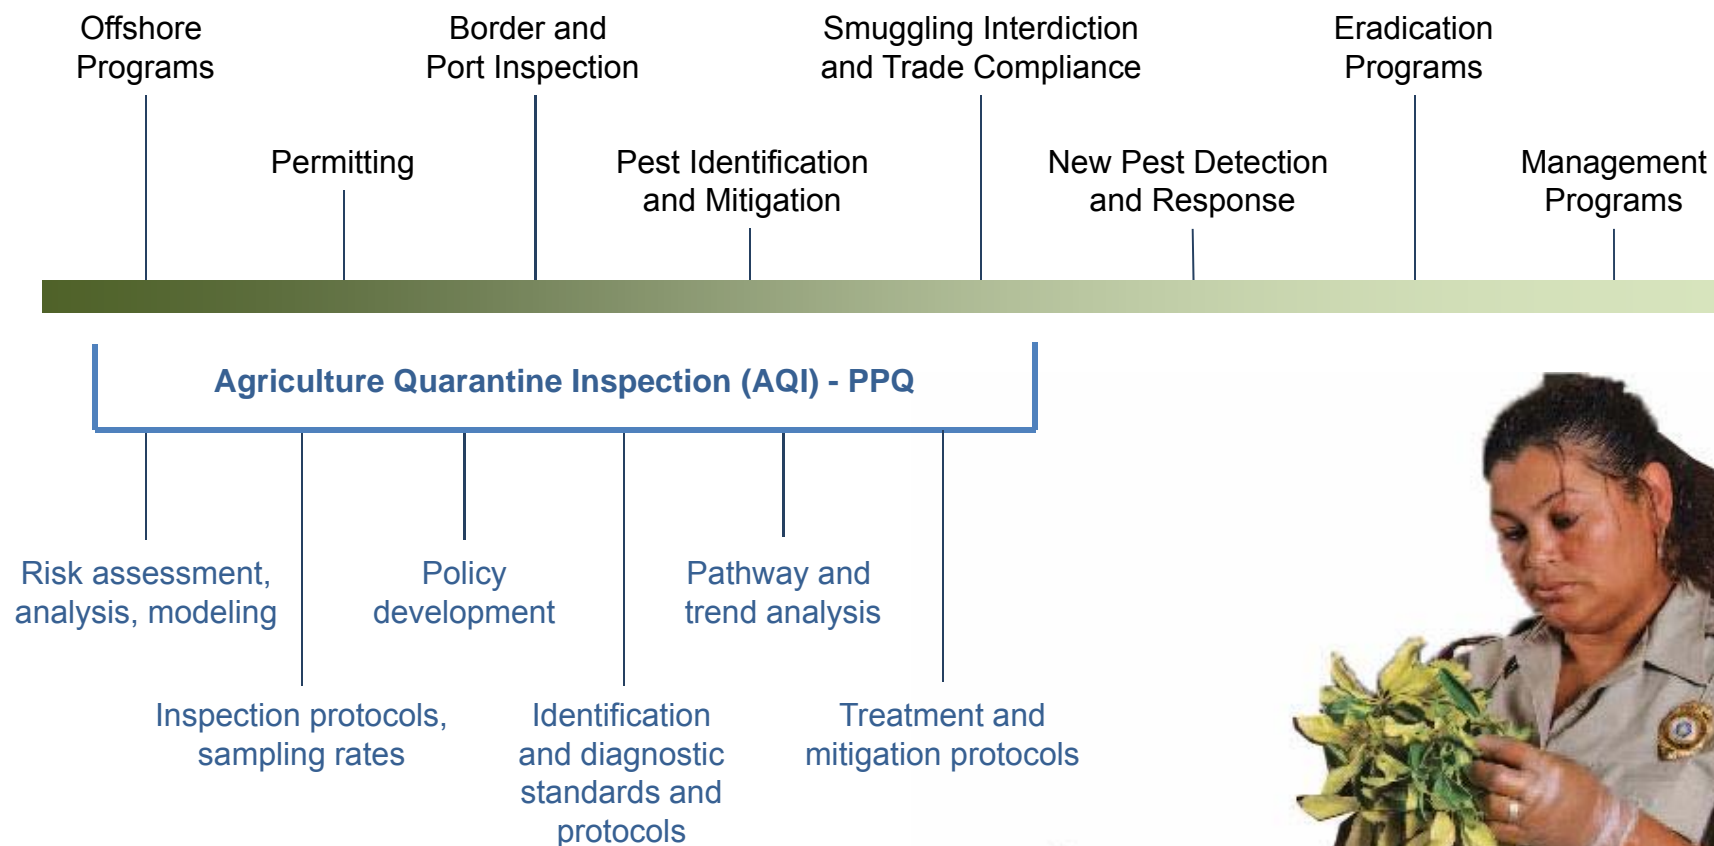 Offshore
Programs
Border and
Port Inspection
Smuggling Interdiction
and Trade Compliance
Eradication
Programs
Permitting
Pest Identification
and Mitigation
New Pest Detection
and Response
Management
Programs
Agriculture Quarantine Inspection (AQI) - PPQ
Risk assessment,
analysis, modeling
Policy
development
Pathway and
trend analysis
Inspection protocols,
sampling rates
Identification
and diagnostic
standards and
protocols
Treatment and
mitigation protocols